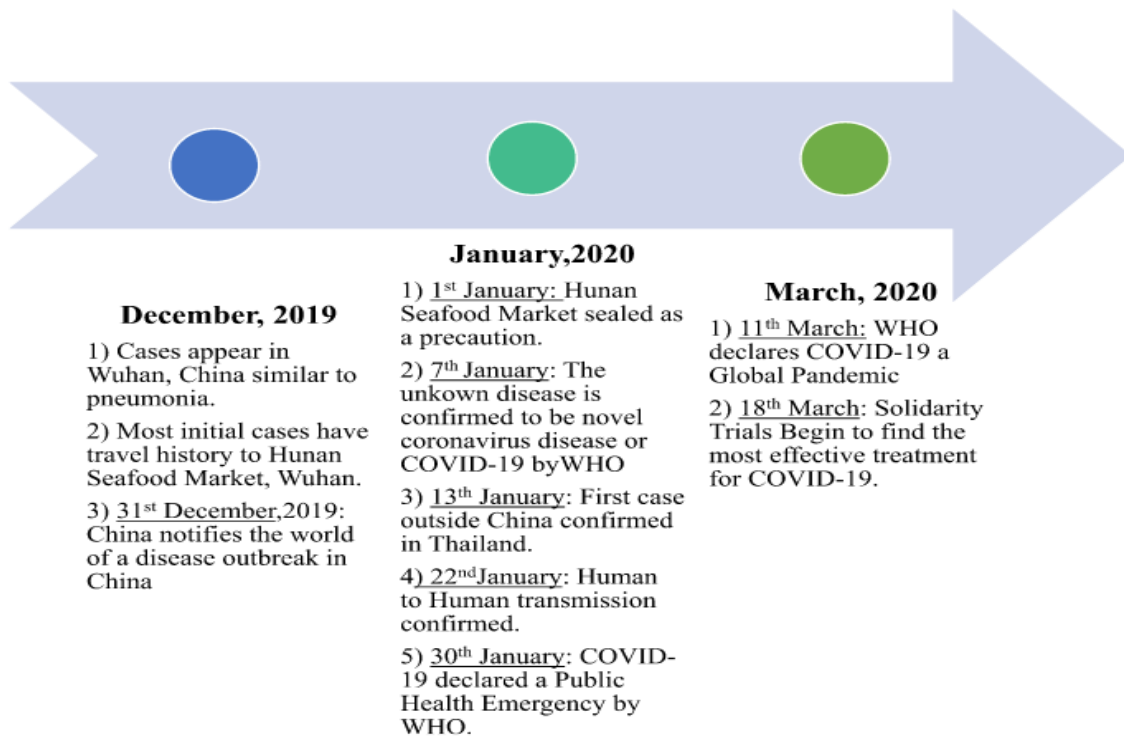 December, 2019
1) Cases appear in
Wuhan, China similar to
pneumonia.
2) Most initial cases have
travel history to Hunan
Seafood Market, Wuhan.
3) 31st December,2019:
China notifies the world
of a disease outbreak in
China
January,2020
1) 1st January: Hunan
Seafood Market sealed as
a precaution.
2) 7th January: The
unkown disease is
confirmed to be novel
coronavirus disease or
COVID-19 byWHO
3) 13th January: First case
outside China confirmed
in Thailand.
4) 22ndJanuary: Human
to Human transmission
confirmed.
5) 30th January: COVID-
19 declared a Public
Health Emergency by
WHO.
March, 2020
1) 11th March: WHO
declares COVID-19 a
Global Pandemic
2) 18th March: Solidarity
Trials Begin to find the
most effective treatment
for COVID-19.